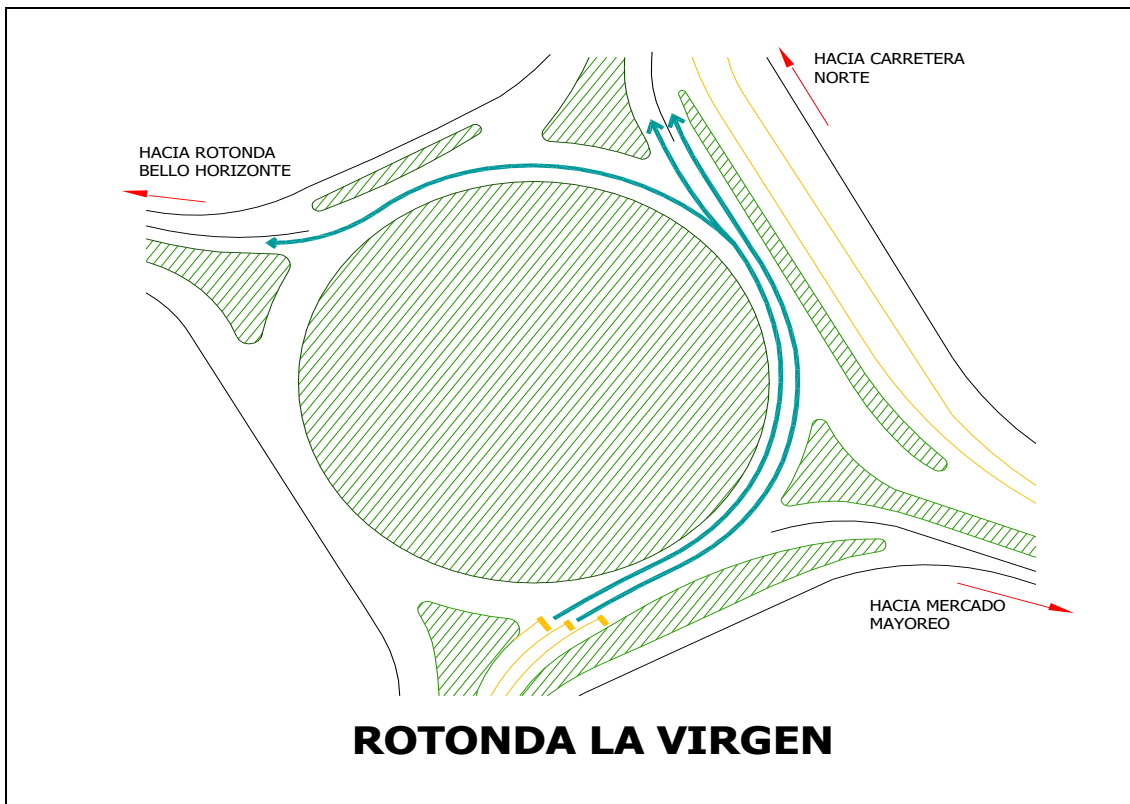 HACIA CARRETERA
NORTE
HACIA ROTONDA
BELLO HORIZONTE
HACIA MERCADO
MAYOREO
ROTONDA LA VIRGEN